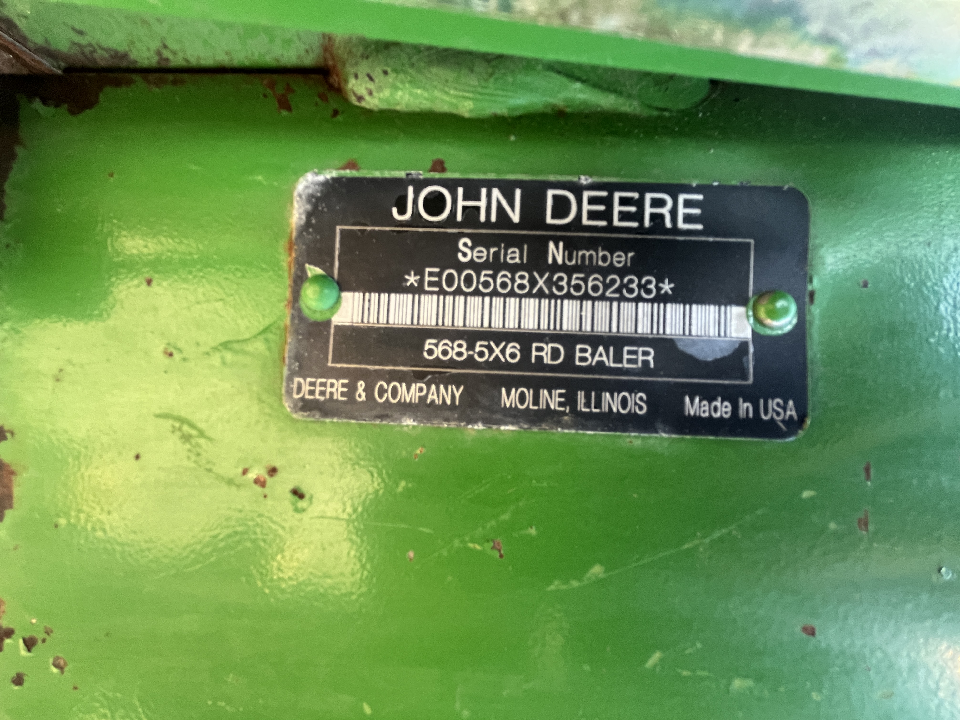 JOHN DEERE
Serial Number
*E00568X356233*
568-5X6 RD BALER
DEERE & COMPANY MOLINE, ILLINOIS Made In USA